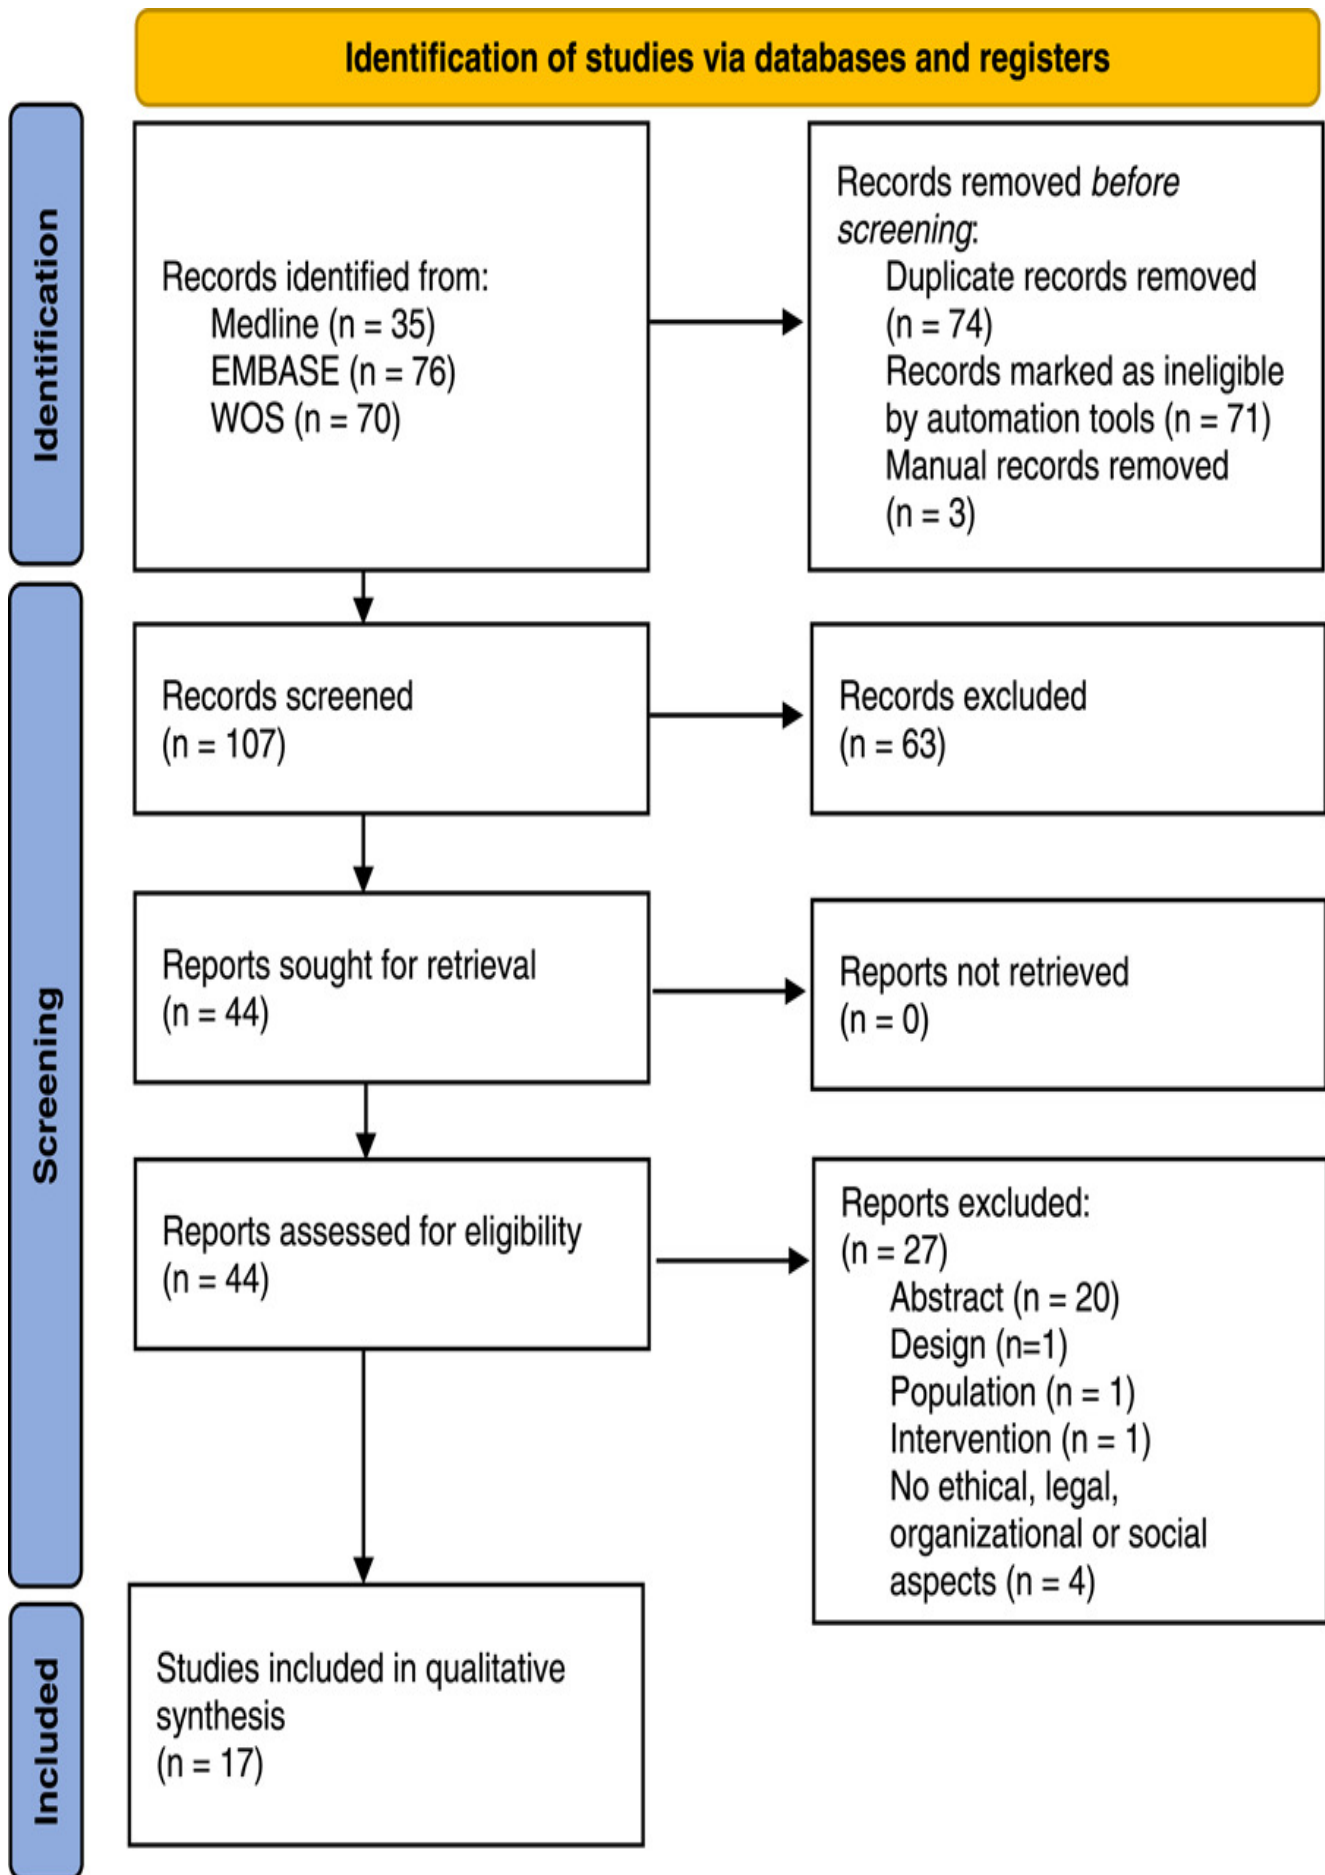 Identification of studies via databases and registers
Identification
Records identified from:
Medline (n = 35)
EMBASE (n = 76)
WOS (n = 70)
Records removed before
screening:
Duplicate records removed
(n = 74)
Records marked as ineligible
by automation tools (n = 71)
Manual records removed
(n = 3)
Screening
Records screened
(n = 107)
Records excluded
(n = 63)
Reports sought for retrieval
(n = 44)
Reports not retrieved
(n = 0)
Reports assessed for eligibility
(n = 44)
Reports excluded:
(n = 27)
Abstract (n = 20)
Design (n=1)
Population (n = 1)
Intervention (n = 1)
No ethical, legal,
organizational or social
aspects (n = 4)
Included
Studies included in qualitative
synthesis
(n = 17)